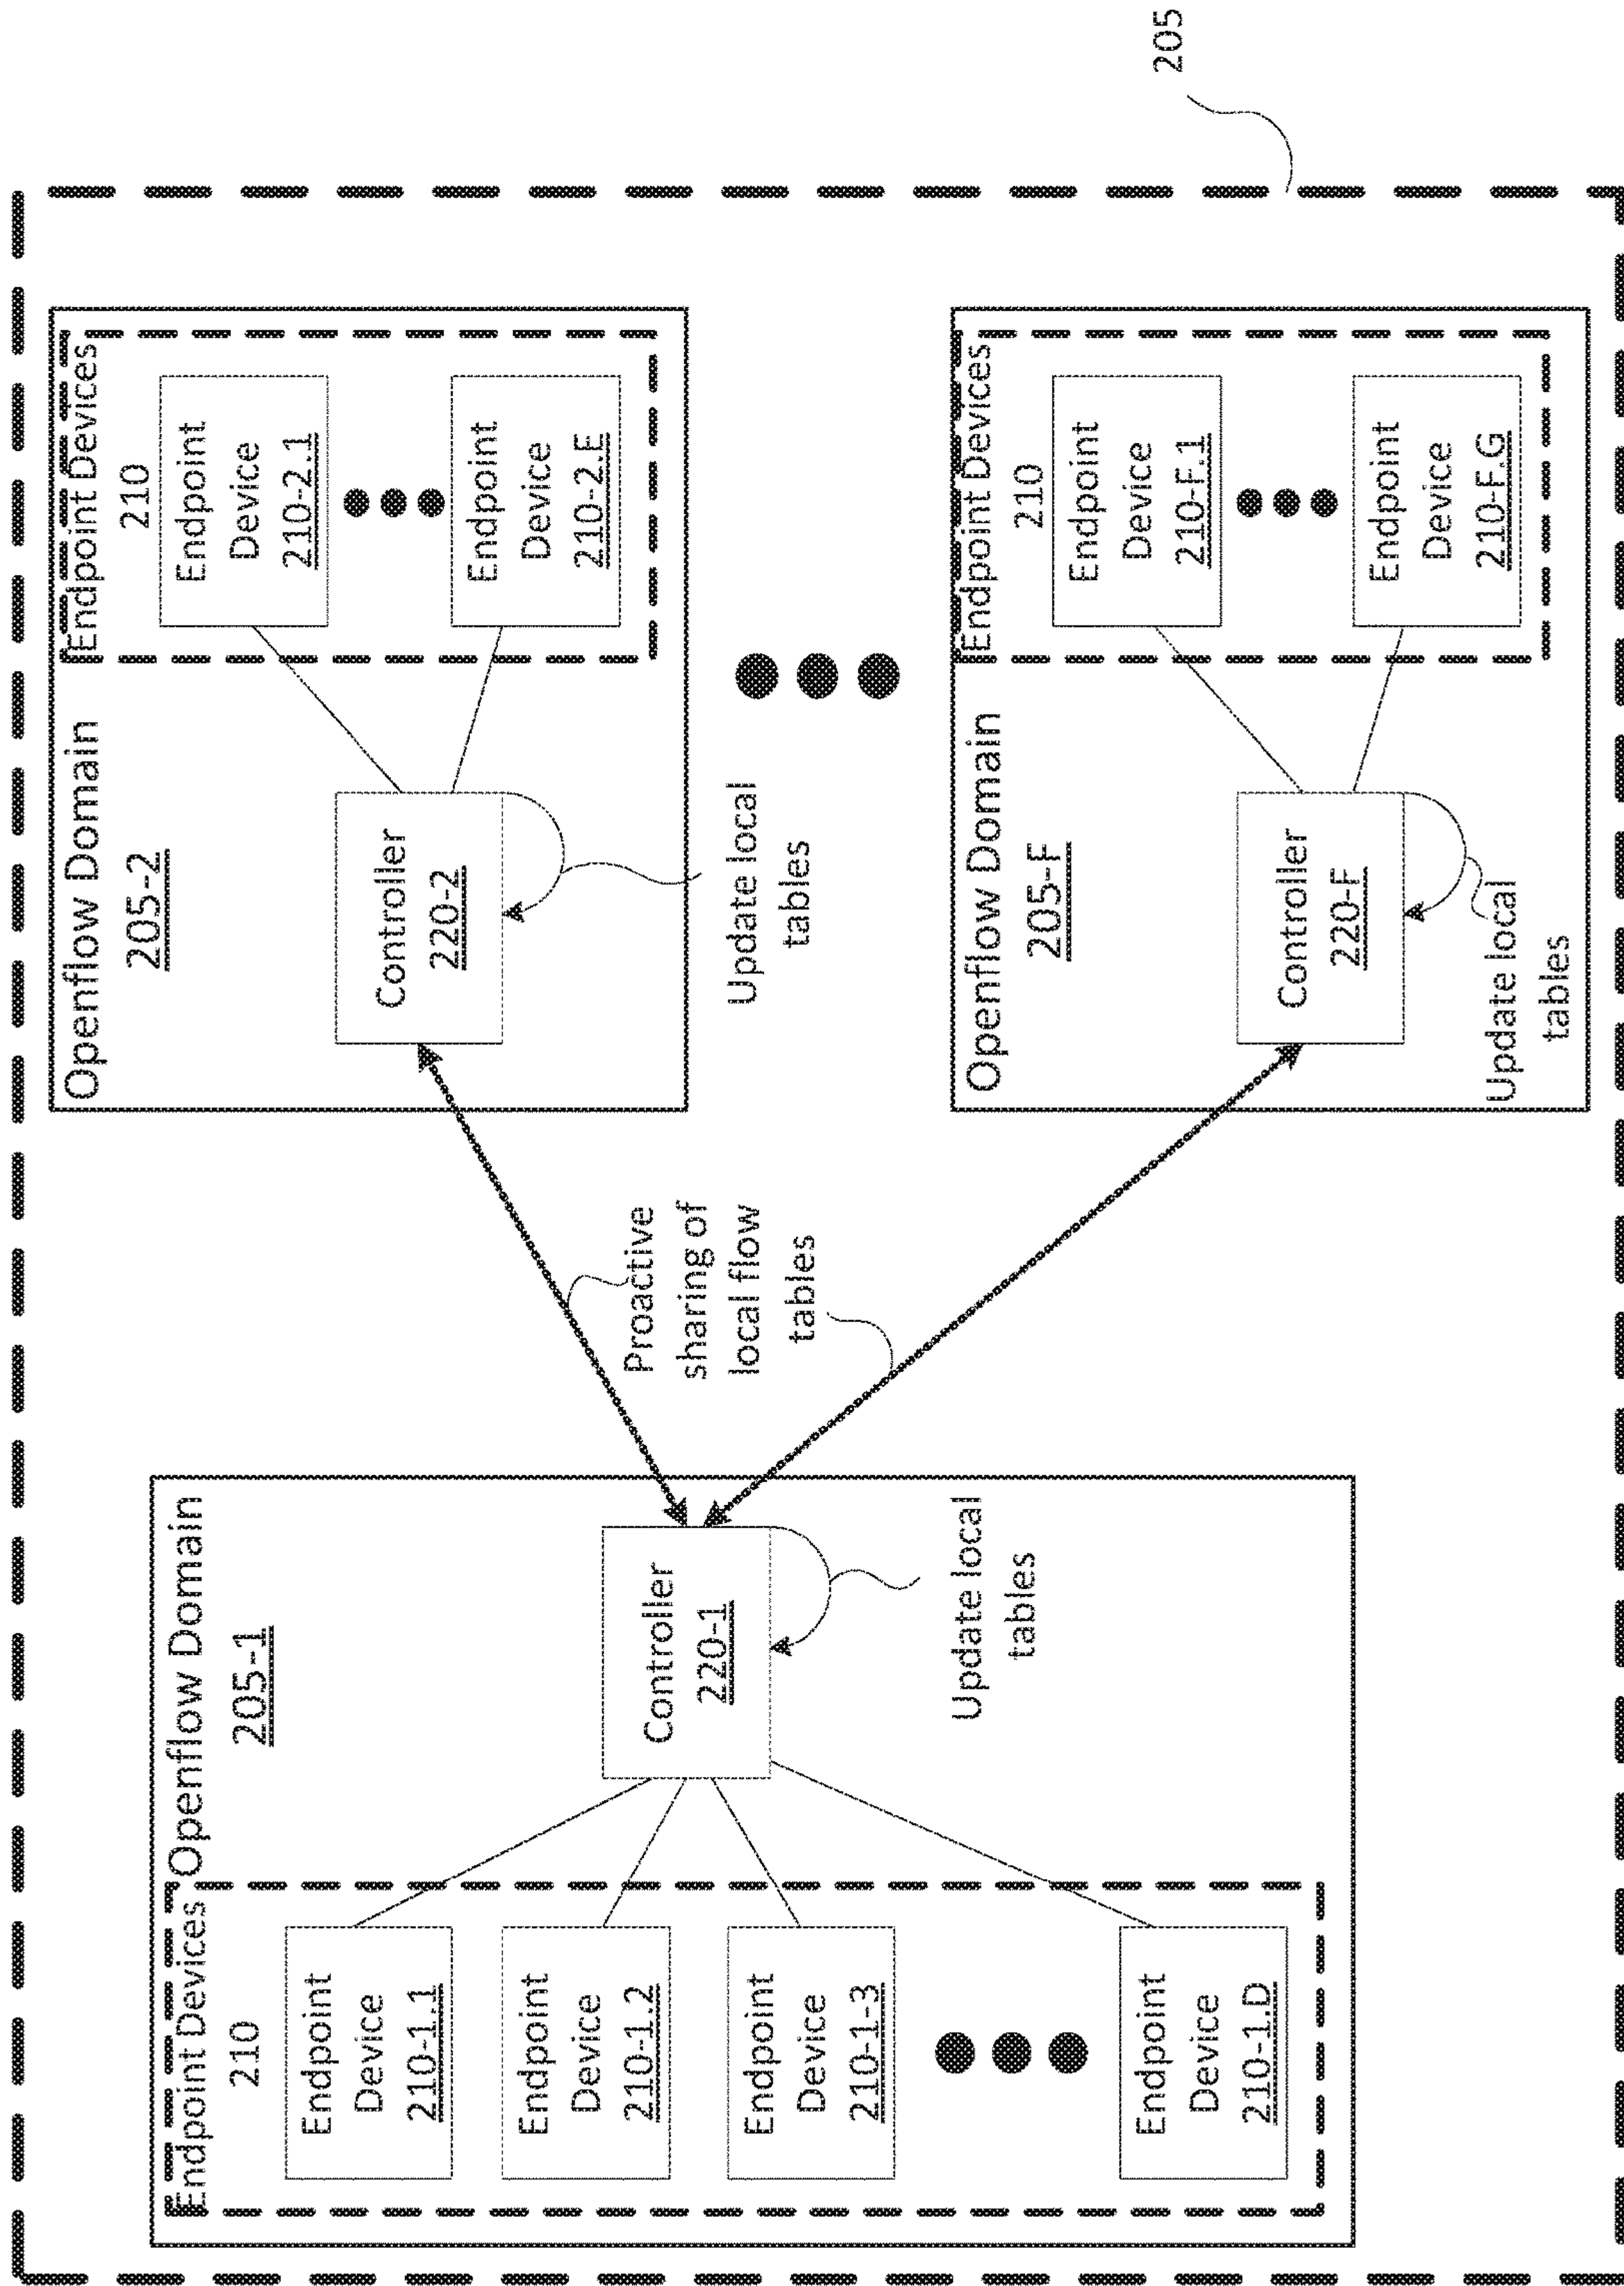 Endpoint Devices
210
Endpoint
Device
210-1.1
Endpoint
Device
210-1.2
Endpoint
Device
210-1-3
Endpoint
Device
210-1.D
Openflow Domain
205-1
Controller
220-1
Update local
tables
Proactive
sharing of
local flow
tables
Openflow Domain
205-2
Controller
220-2
Update local
tables
Endpoint Devices
210
Endpoint
Device
210-2.1
Endpoint
Device
210-2.E
Openflow Domain
205-F
Controller
220-F
Update local
tables
Endpoint Devices
210
Endpoint
Device
210-F.1
Endpoint
Device
210-F.G
205